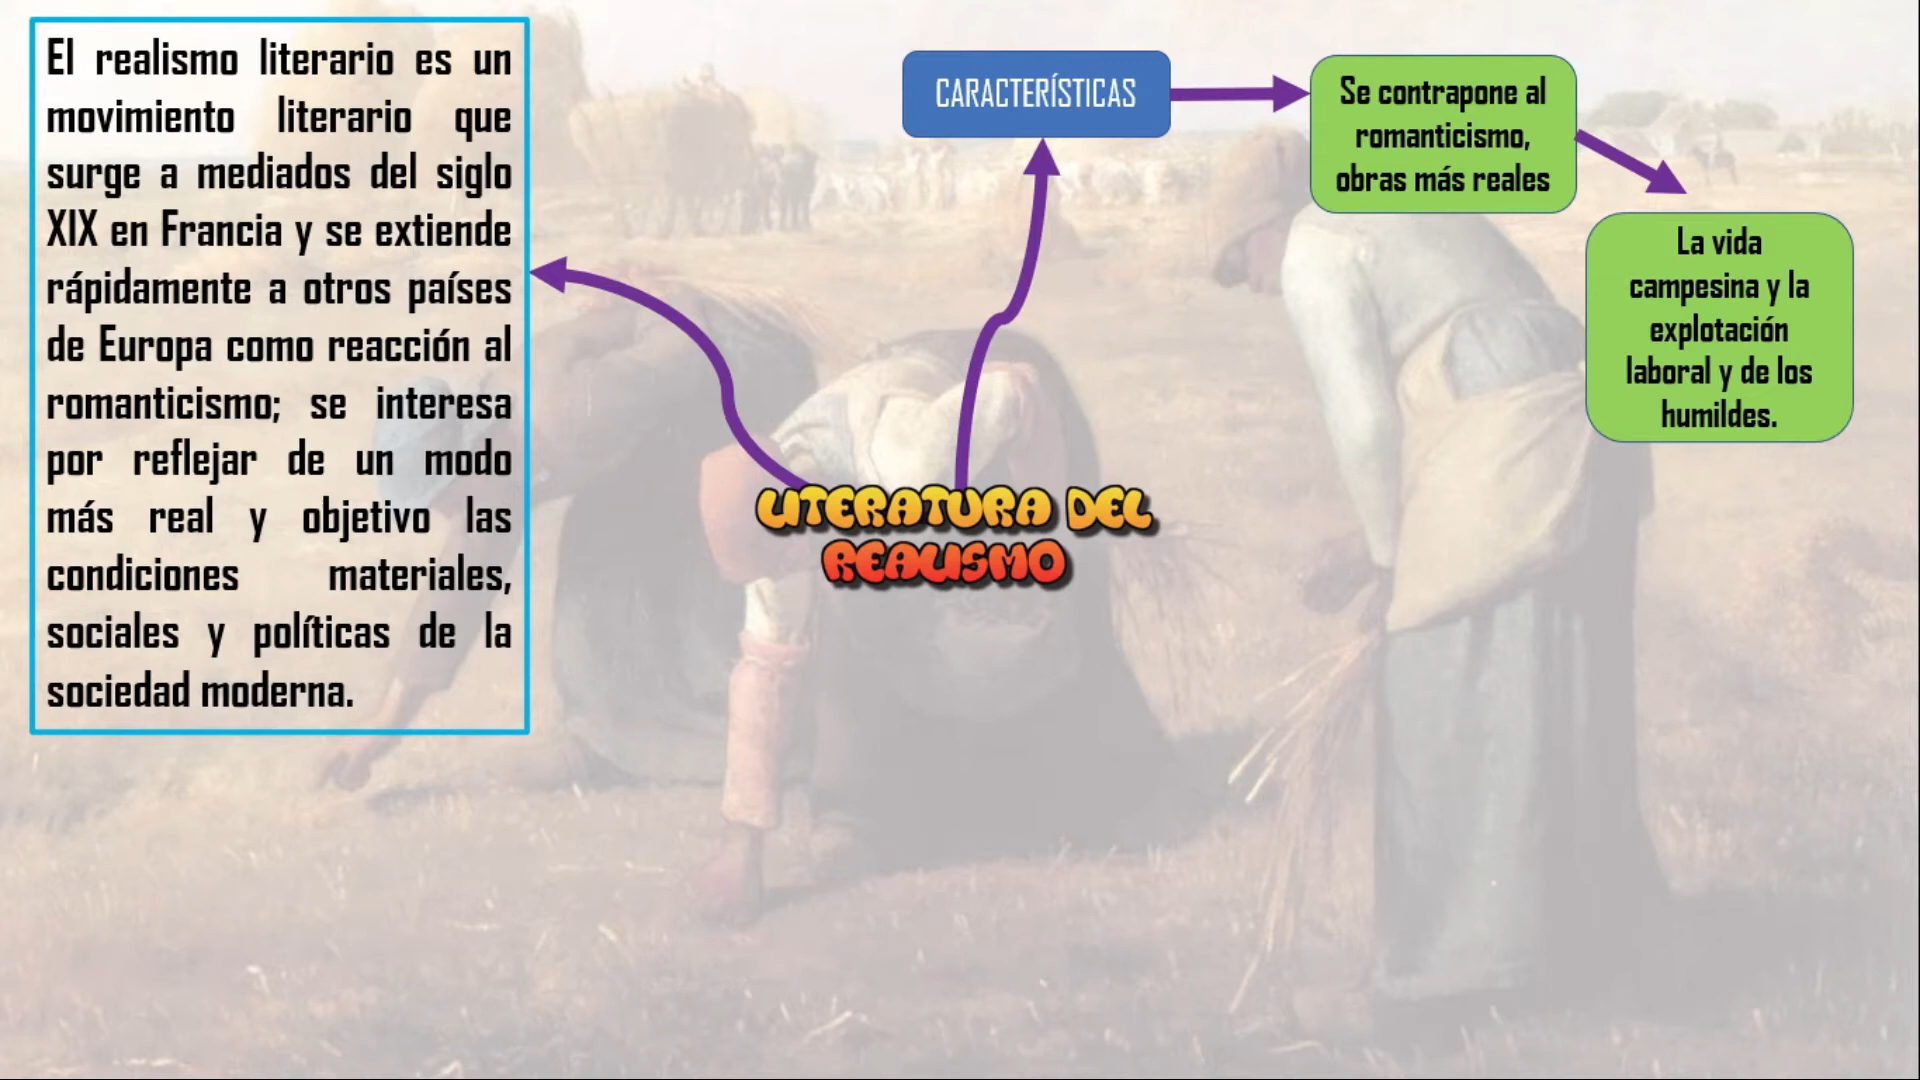 El realismo literario es un
movimiento literario que
surge a mediados del siglo
XIX en Francia y se extiende
rápidamente a otros países
de Europa como reacción al
romanticismo; se interesa
por reflejar de un modo
más real y objetivo las
condiciones materiales,
sociales y políticas de la
sociedad moderna.
CARACTERÍSTICAS
Se contrapone al
romanticismo,
obras más reales
La vida
campesina y la
explotación
laboral y de los
humildes.
LITERATURA DEL
REALISMO